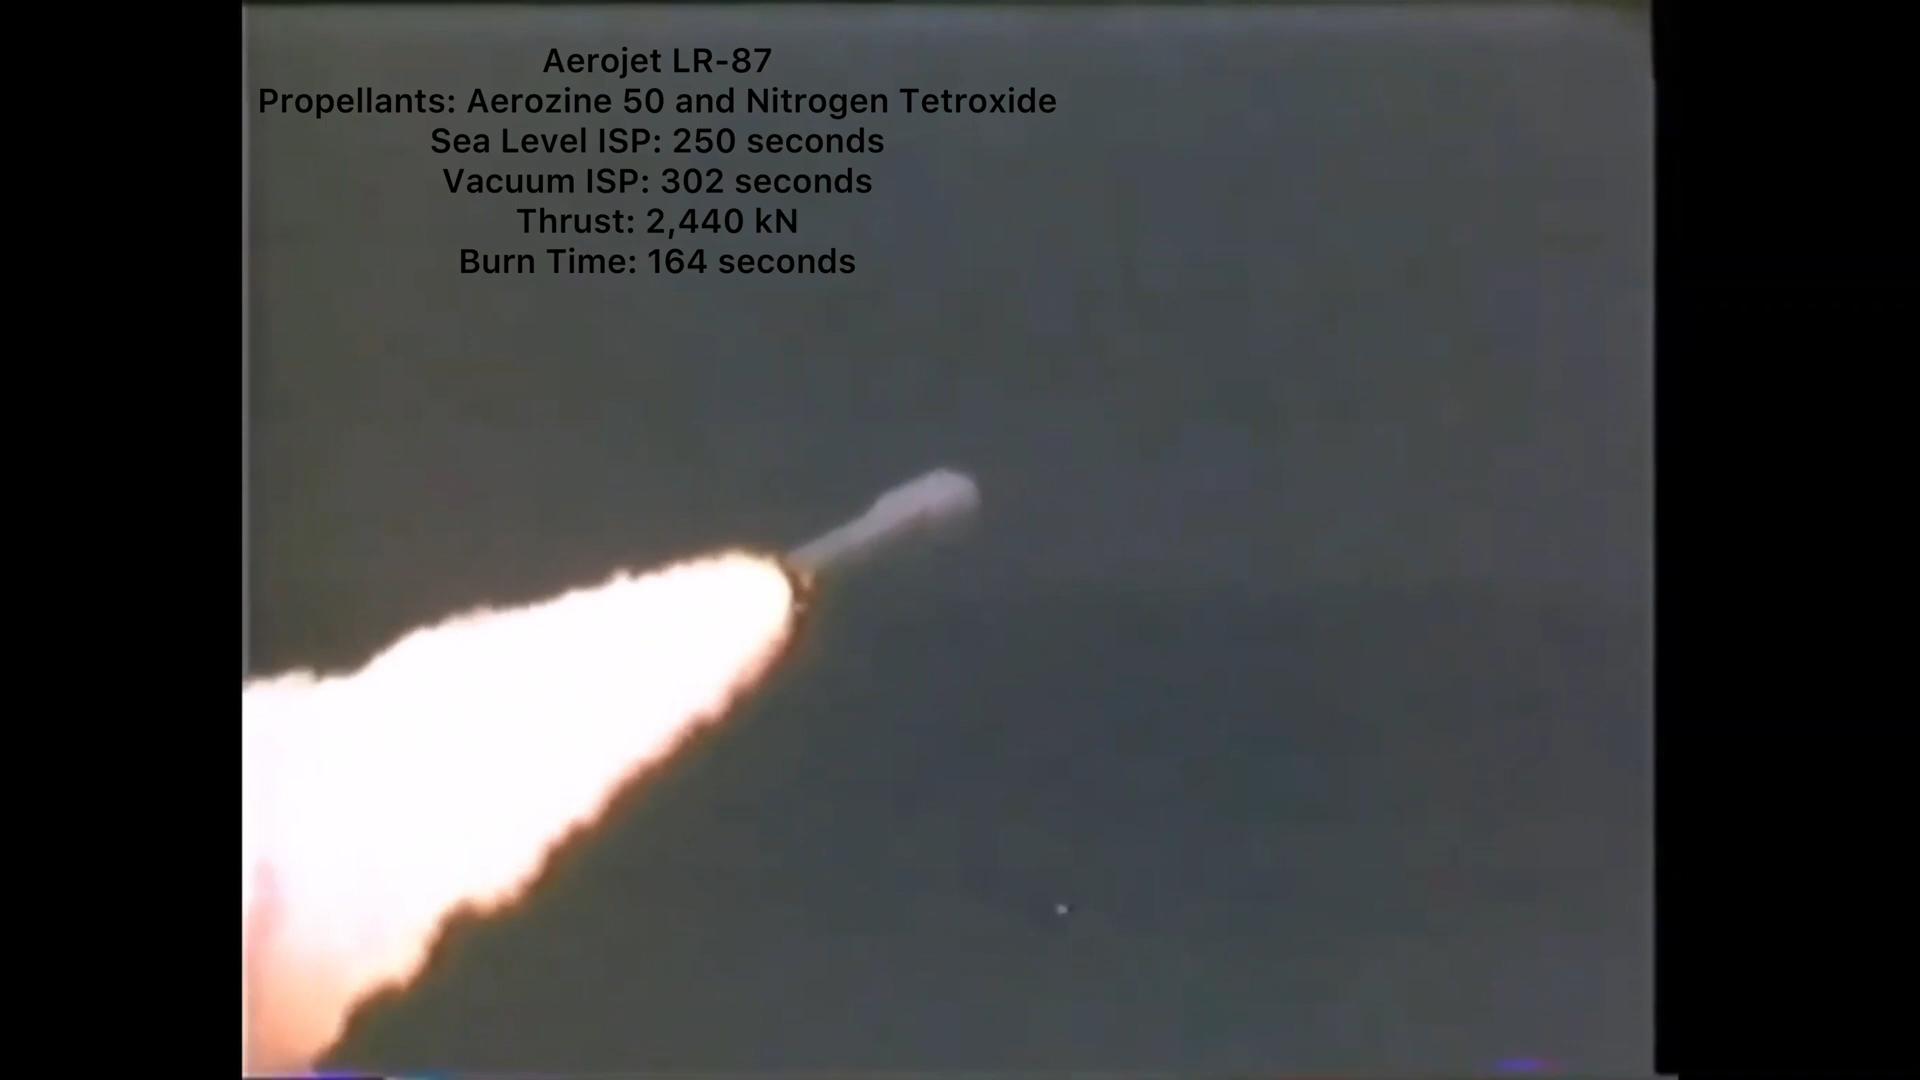 Aerojet LR-87
Propellants: Aerozine 50 and Nitrogen Tetroxide
Sea Level ISP: 250 seconds
Vacuum ISP: 302 seconds
Thrust: 2,440 kN
Burn Time: 164 seconds